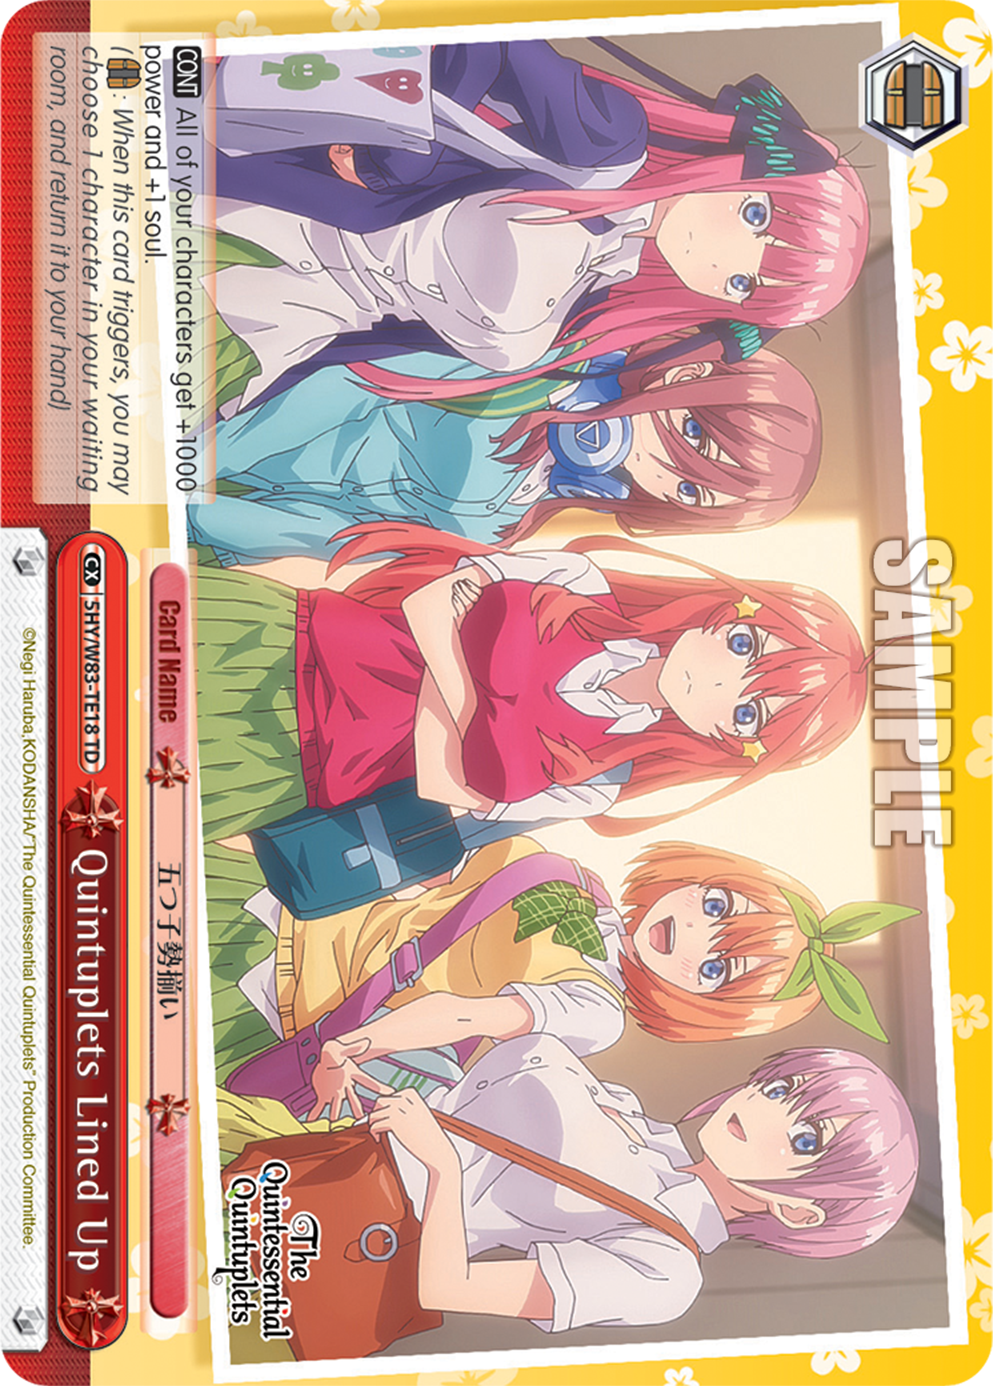 SAMPLE
CONT All of your characters get +1000
power and +1 soul.
( : When this card triggers, you may
choose 1 character in your waiting
room, and return it to your hand)
The
Quintessential
Quintuplets
Card Name 五つ子勢揃い
CX 5HY/W83-TE18 TD Quintuplets Lined Up
©Negi Haruba,KODANSHA/"The Quintessential Quintuplets" Production Committee.